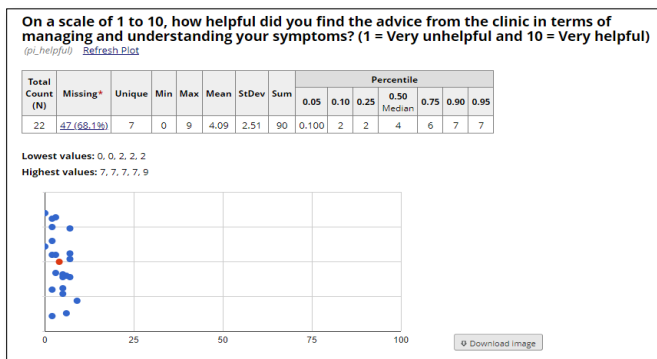 On a scale of 1 to 10, how helpful did you find the advice from the clinic in terms of
managing and understanding your symptoms? (1 = Very unhelpful and 10 = Very helpful)
(pi_helpful) Refresh Plot
Total Count (N) Missing* Unique Min Max Mean StDev Sum Percentile
0.05 0.10 0.25 0.50 Median 0.75 0.90 0.95
22 47 (68.1%) 7 0 9 4.09 2.51 90 0.100 2 2 4 6 7 7
Lowest values: 0, 0, 2, 2, 2
Highest values: 7, 7, 7, 7, 9
0 25 50 75 100
Download image